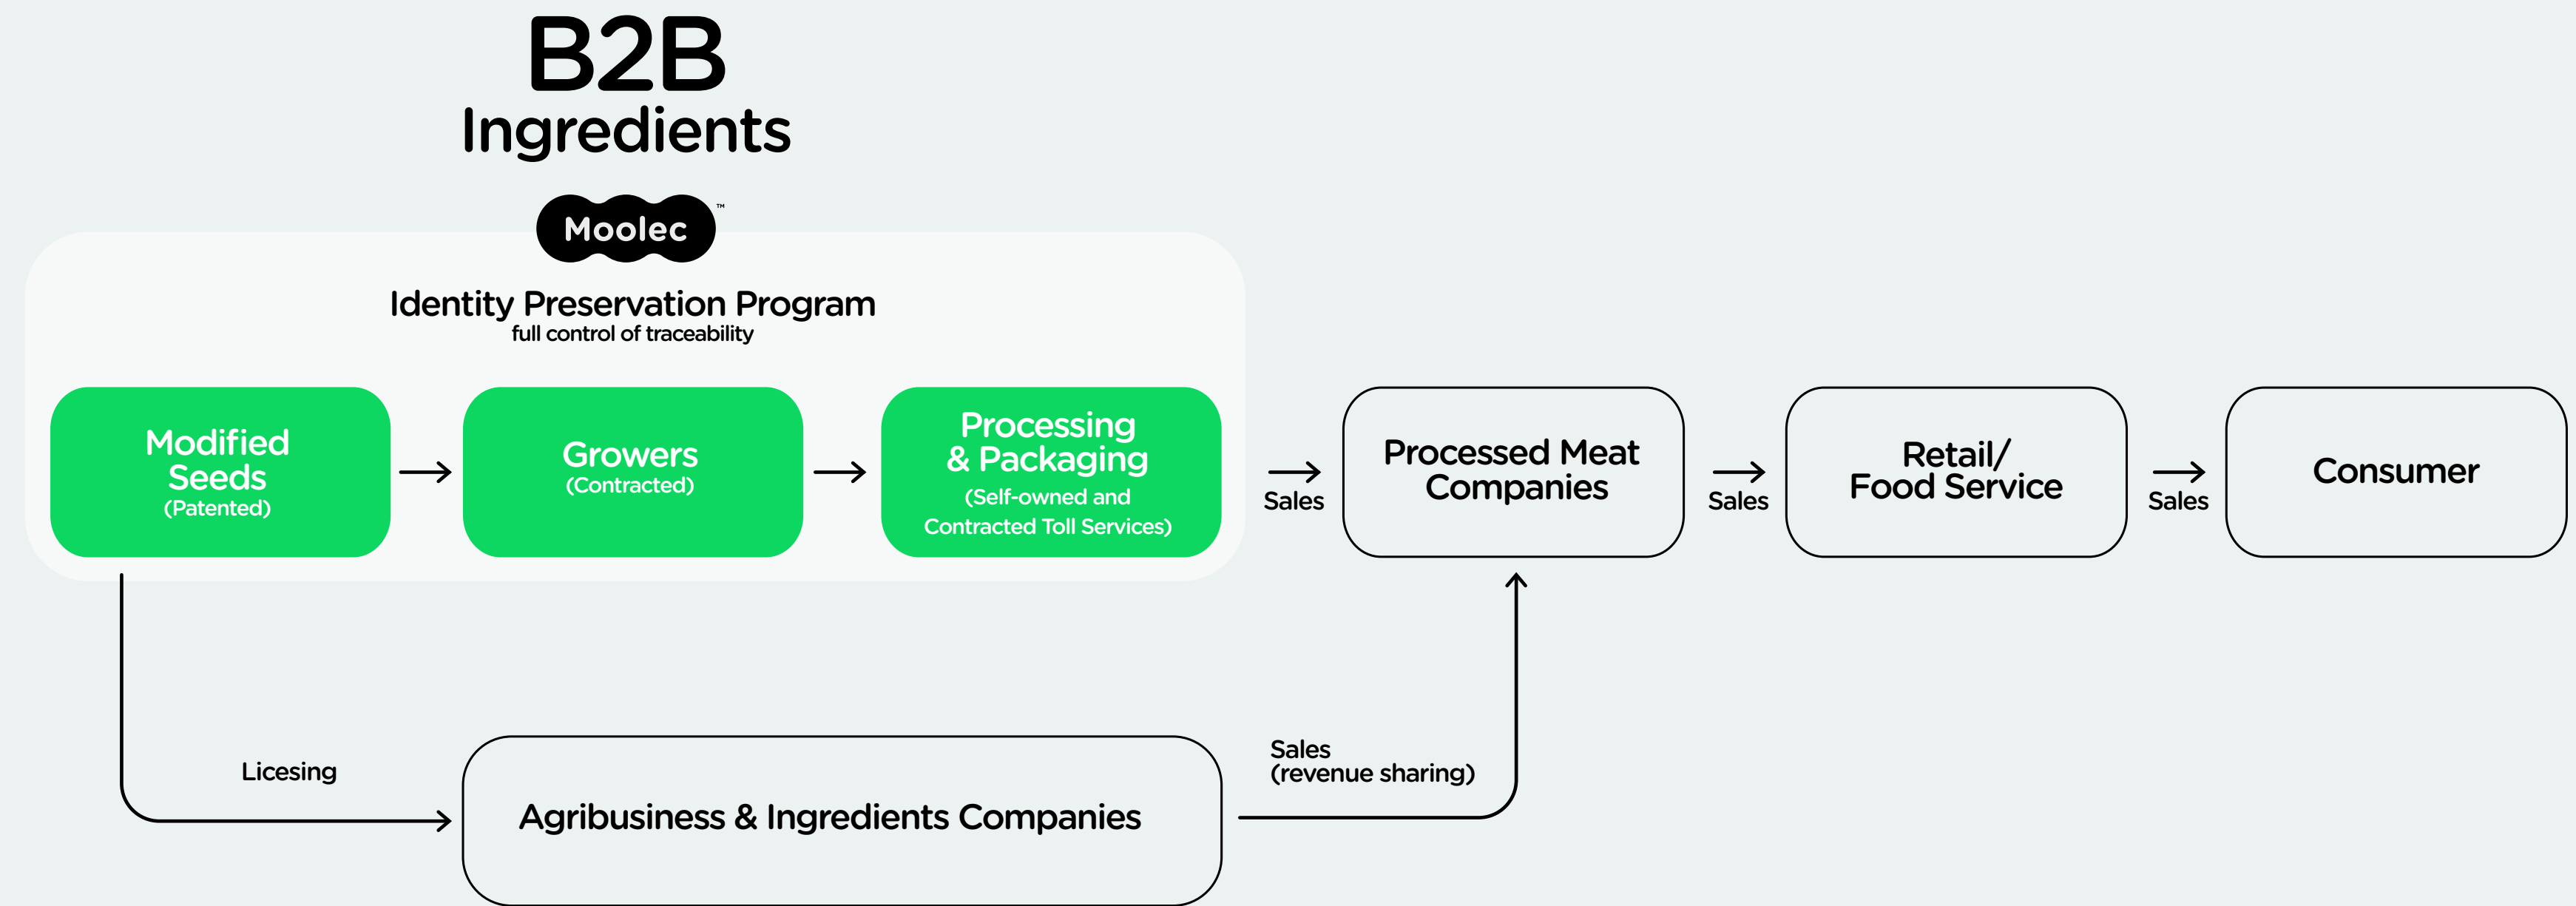 B2B
Ingredients
Moolec™
Identity Preservation Program
full control of traceability
Modified
Seeds
(Patented)
Growers
(Contracted)
Processing
& Packaging
(Self-owned and
Contracted Toll Services)
Sales
Processed Meat
Companies
Sales
Retail/
Food Service
Sales
Consumer
Licesing
Agribusiness & Ingredients Companies
Sales
(revenue sharing)